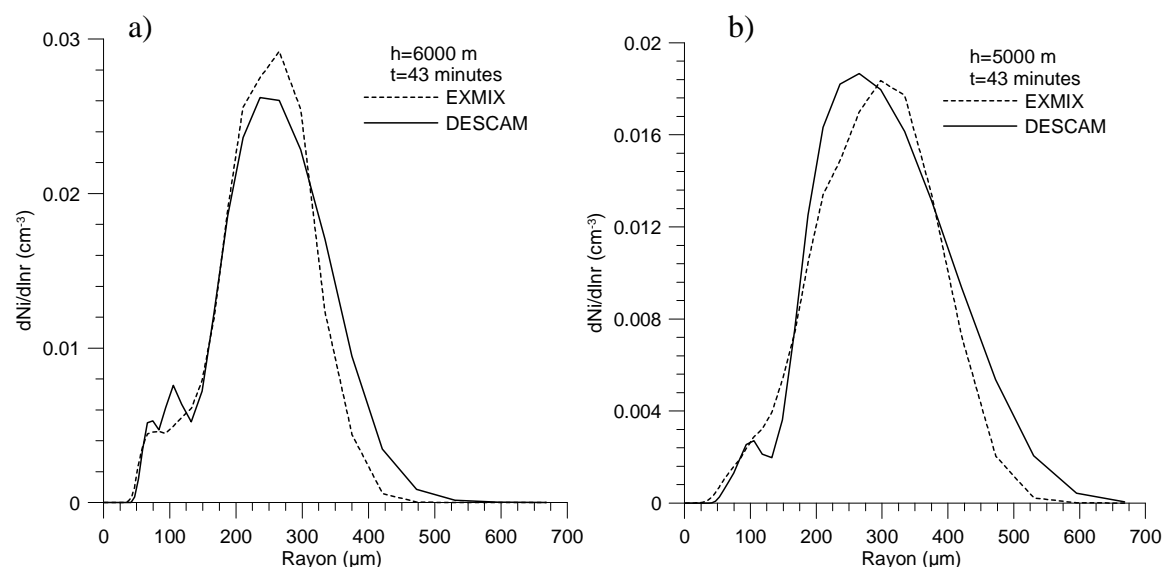 a)
h=6000 m
t=43 minutes
EXMIX
DESCAM
0.03
0.02
0.01
0
dNi/dlnr (cm-3)
0 100 200 300 400 500 600 700
Rayon (µm)
b)
h=5000 m
t=43 minutes
EXMIX
DESCAM
0.02
0.016
0.012
0.008
0.004
0
dNi/dlnr (cm-3)
0 100 200 300 400 500 600 700
Rayon (µm)